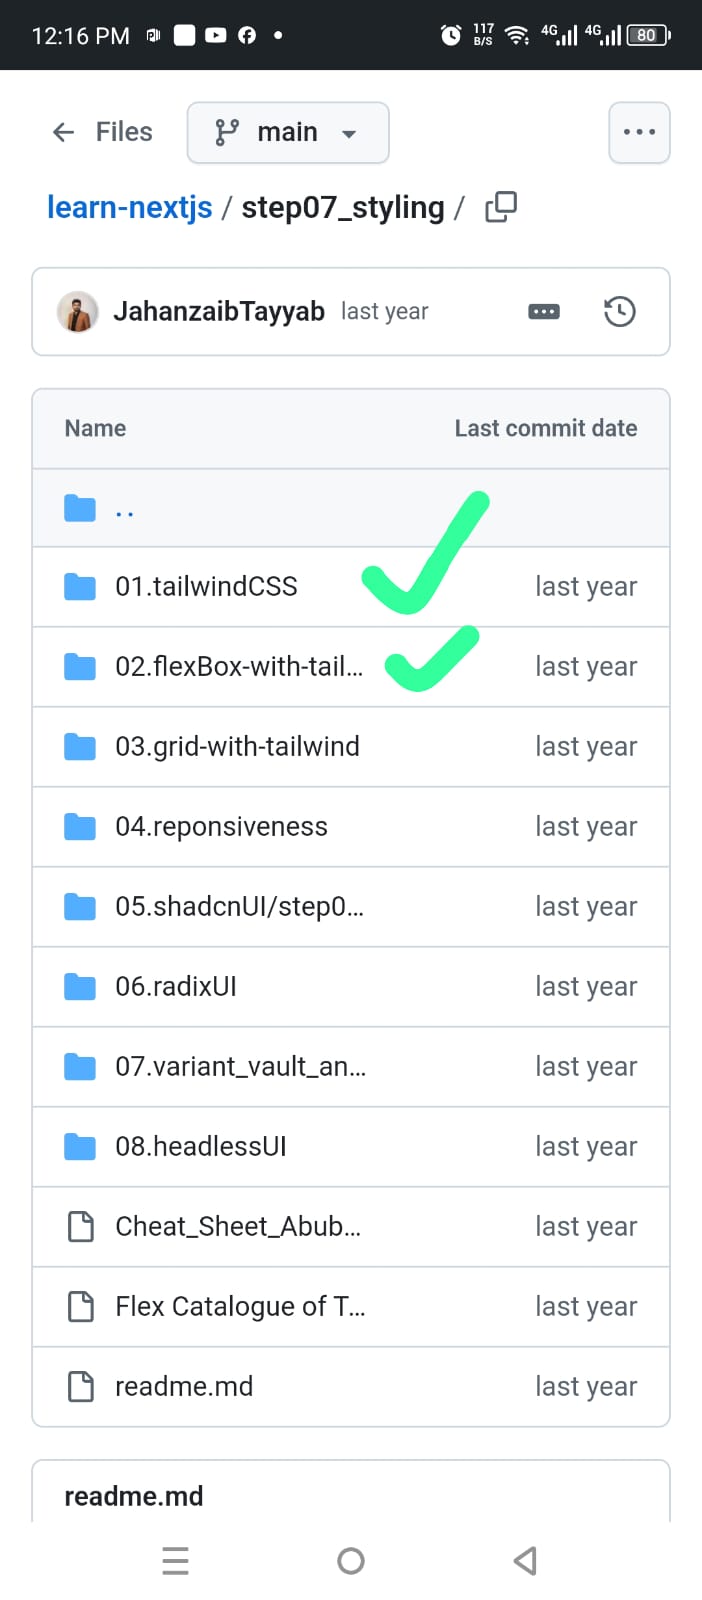 12:16 PM 117 B/S 4G 4G 80
Files main
learn-nextjs / step07_styling /
JahanzaibTayyab last year
Name Last commit date
..
01.tailwindCSS last year
02.flexBox-with-tail... last year
03.grid-with-tailwind last year
04.reponsiveness last year
05.shadcnUI/step0... last year
06.radixUI last year
07.variant_vault_an... last year
08.headlessUI last year
Cheat_Sheet_Abub... last year
Flex Catalogue of T... last year
readme.md last year
readme.md